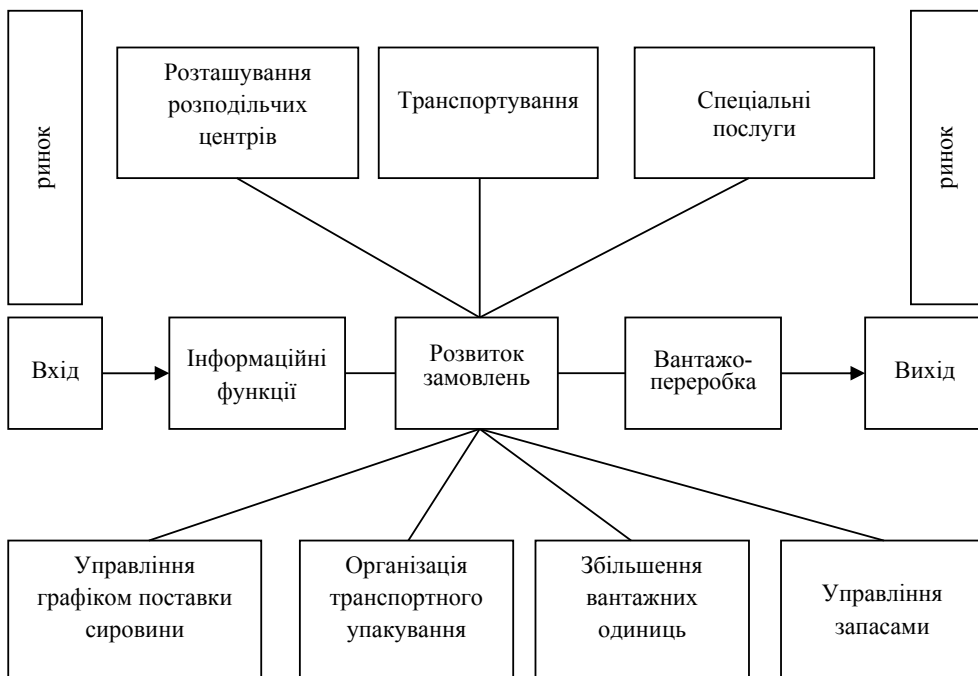 ринок
Розташування
розподільчих
центрів
Транспортування
Спеціальні
послуги
ринок
Вхід
Інформаційні
функції
Розвиток
замовлень
Вантажо-
переробка
Вихід
Управління
графіком поставки
сировини
Організація
транспортного
упакування
Збільшення
вантажних
одиниць
Управління
запасами